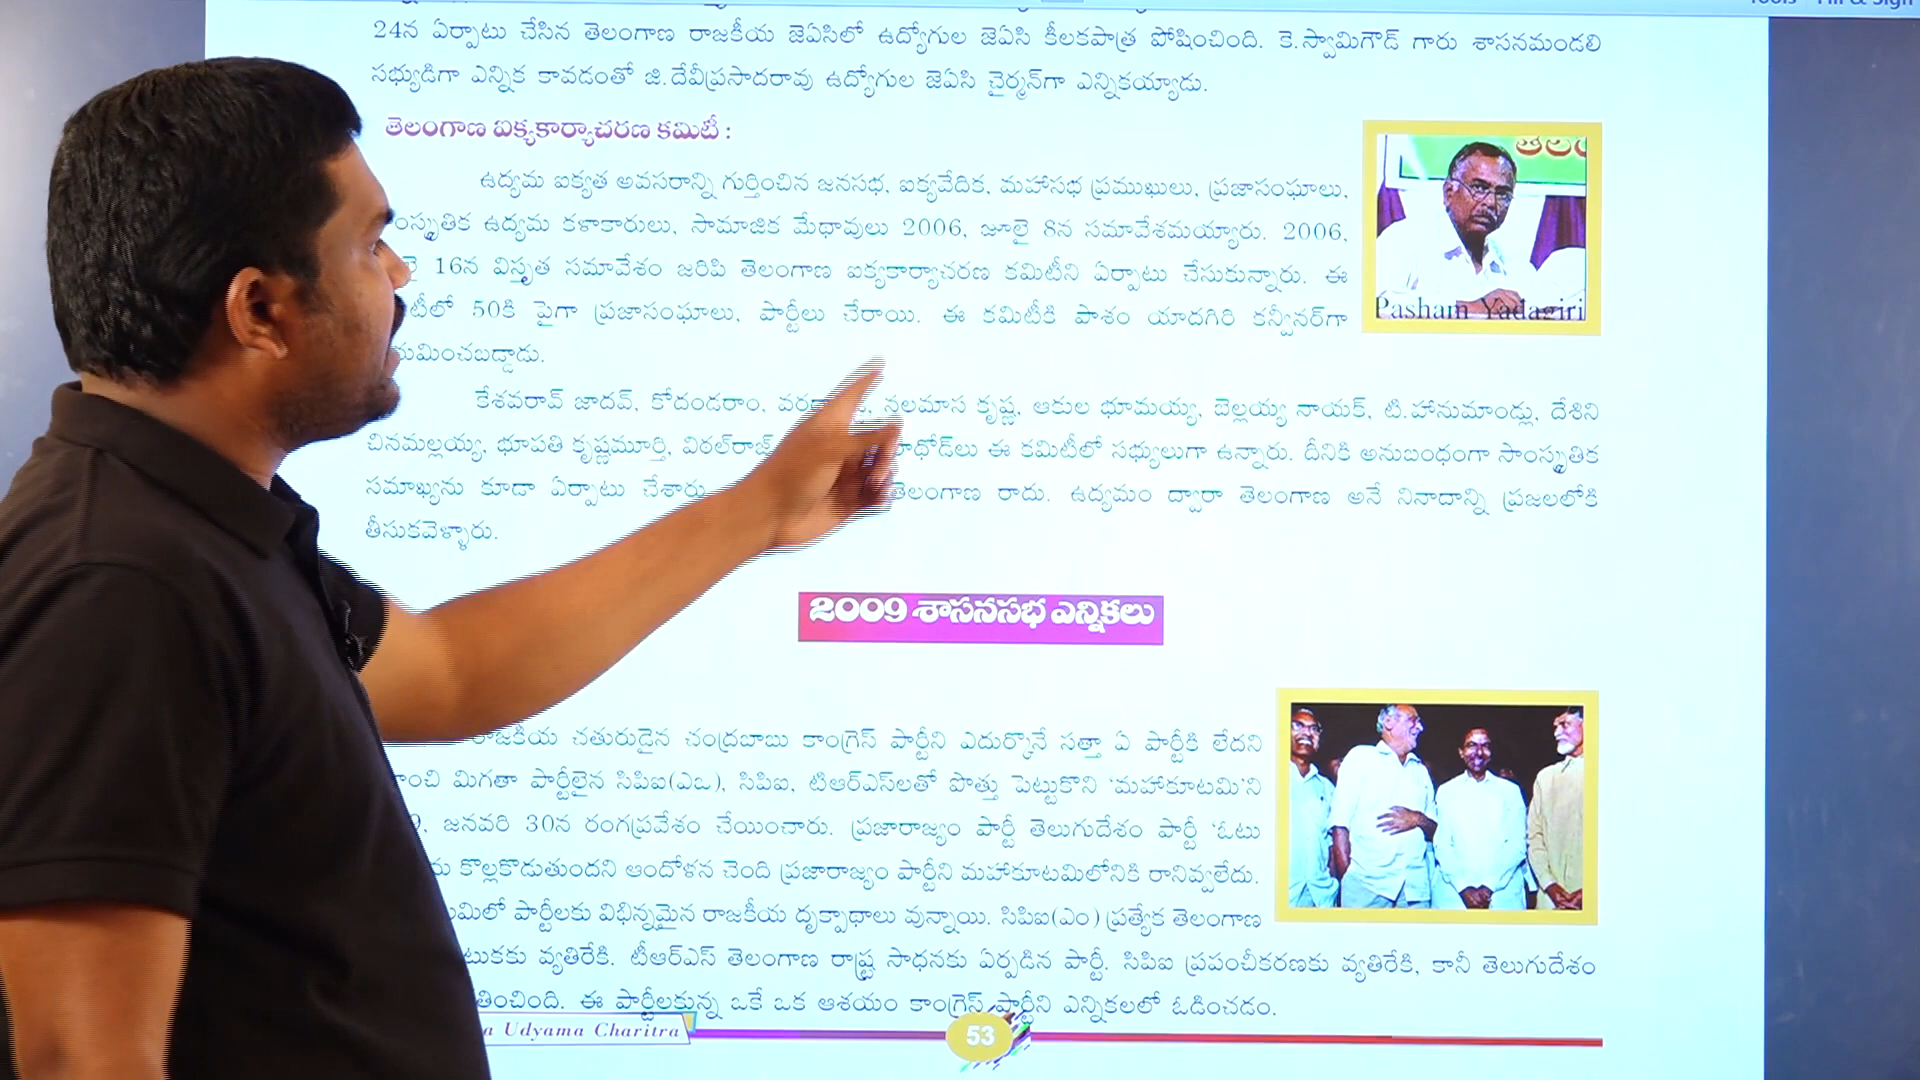 24న ఏర్పాటు చేసిన తెలంగాణ రాజకీయ జెఏసిలో ఉద్యోగుల జెఏసి కీలకపాత్ర పోషించింది. కె.స్వామిగౌడ్ గారు శాసనమండలి
సభ్యుడిగా ఎన్నిక కావడంతో జి.దేవీప్రసాదరావు ఉద్యోగుల జెఏసి చైర్మన్‌గా ఎన్నికయ్యాడు.
తెలంగాణ ఐక్యకార్యాచరణ కమిటీ :
ఉద్యమ ఐక్యత అవసరాన్ని గుర్తించిన జనసభ, ఐక్యవేదిక, మహాసభ ప్రముఖులు, ప్రజాసంఘాలు,
ఉద్యమ కళాకారులు, సామాజిక మేధావులు 2006, జూలై 8న సమావేశమయ్యారు. 2006,
16న విస్తృత సమావేశం జరిపి తెలంగాణ ఐక్యకార్యాచరణ కమిటీని ఏర్పాటు చేసుకున్నారు. ఈ
50కి పైగా ప్రజాసంఘాలు, పార్టీలు చేరాయి. ఈ కమిటీకి పాశం యాదగిరి కన్వీనర్‌గా
Pasham Yadagiri
కేశవరావ్ జాదవ్, కోదండరాం, నలమాస కృష్ణ, ఆకుల భూమయ్య, బెల్లయ్య నాయక్, టి.హానుమాండ్లు, దేశిని
చినమల్లయ్య, భూపతి కృష్ణమూర్తి, విఠల్‌రాజ్ ఈ కమిటీలో సభ్యులుగా ఉన్నారు. దీనికి అనుబంధంగా సాంస్కృతిక
సమాఖ్యను కూడా ఏర్పాటు చేశారు తెలంగాణ రాదు. ఉద్యమం ద్వారా తెలంగాణ అనే నినాదాన్ని ప్రజలలోకి
తీసుకవెళ్ళారు.
2009 శాసనసభ ఎన్నికలు
రాజకీయ చతురుడైన చంద్రబాబు కాంగ్రెస్ పార్టీని ఎదుర్కొనే సత్తా ఏ పార్టీకి లేదని
మిగతా పార్టీలైన సిపిఐ(ఎఒ), సిపిఐ, టిఆర్ఎస్‌లతో పొత్తు పెట్టుకొని 'మహాకూటమి'ని
జనవరి 30న రంగప్రవేశం చేయించారు. ప్రజారాజ్యం పార్టీ తెలుగుదేశం పార్టీ 'ఓటు
కొల్లకొడుతుందని ఆందోళన చెంది ప్రజారాజ్యం పార్టీని మహాకూటమిలోనికి రానివ్వలేదు.
పార్టీలకు విభిన్నమైన రాజకీయ దృక్పాథాలు వున్నాయి. సిపిఐ(ఎం) ప్రత్యేక తెలంగాణ
వ్యతిరేకి. టీఆర్ఎస్ తెలంగాణ రాష్ట్ర సాధనకు ఏర్పడిన పార్టీ. సిపిఐ ప్రపంచీకరణకు వ్యతిరేకి, కానీ తెలుగుదేశం
ఈ పార్టీలకున్న ఒకే ఒక ఆశయం కాంగ్రెస్ పార్టీని ఎన్నికలలో ఓడించడం.
Udyama Charitra
53